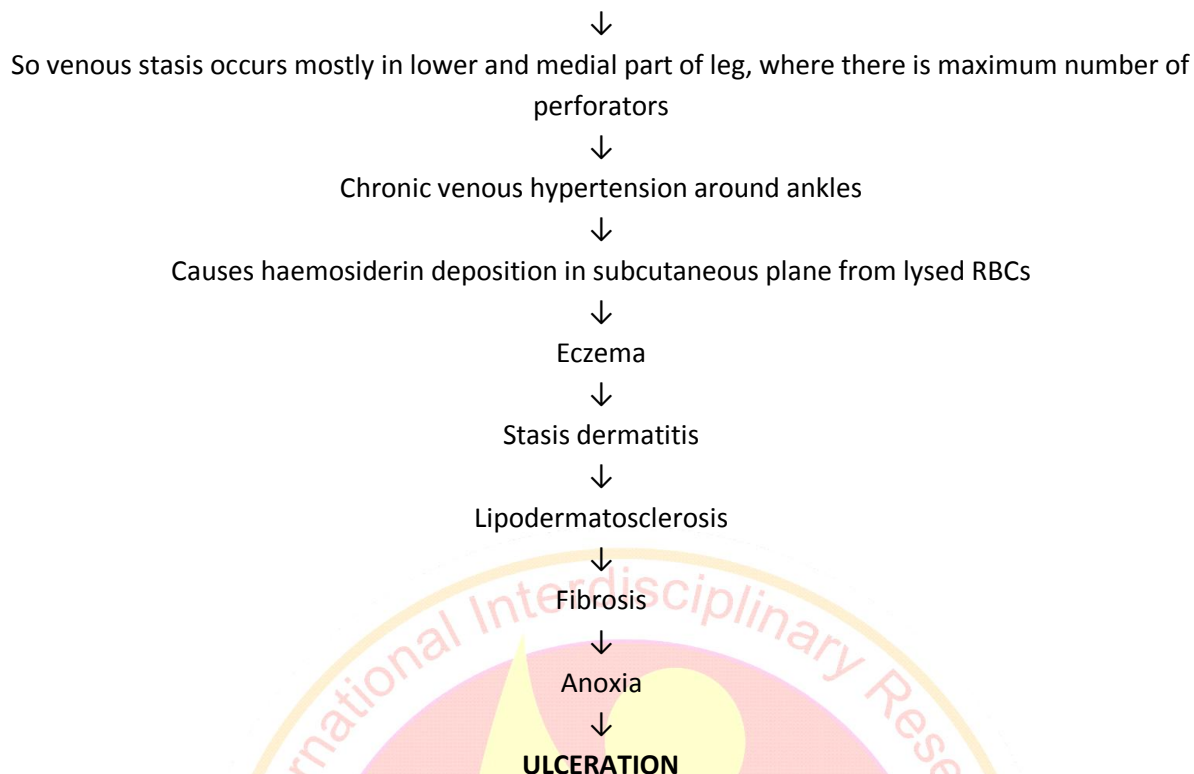 ↓
So venous stasis occurs mostly in lower and medial part of leg, where there is maximum number of
perforators
↓
Chronic venous hypertension around ankles
↓
Causes haemosiderin deposition in subcutaneous plane from lysed RBCs
↓
Eczema
↓
Stasis dermatitis
↓
Lipodermatosclerosis
↓
Fibrosis
↓
Anoxia
↓
ULCERATION
Interdisciplinary